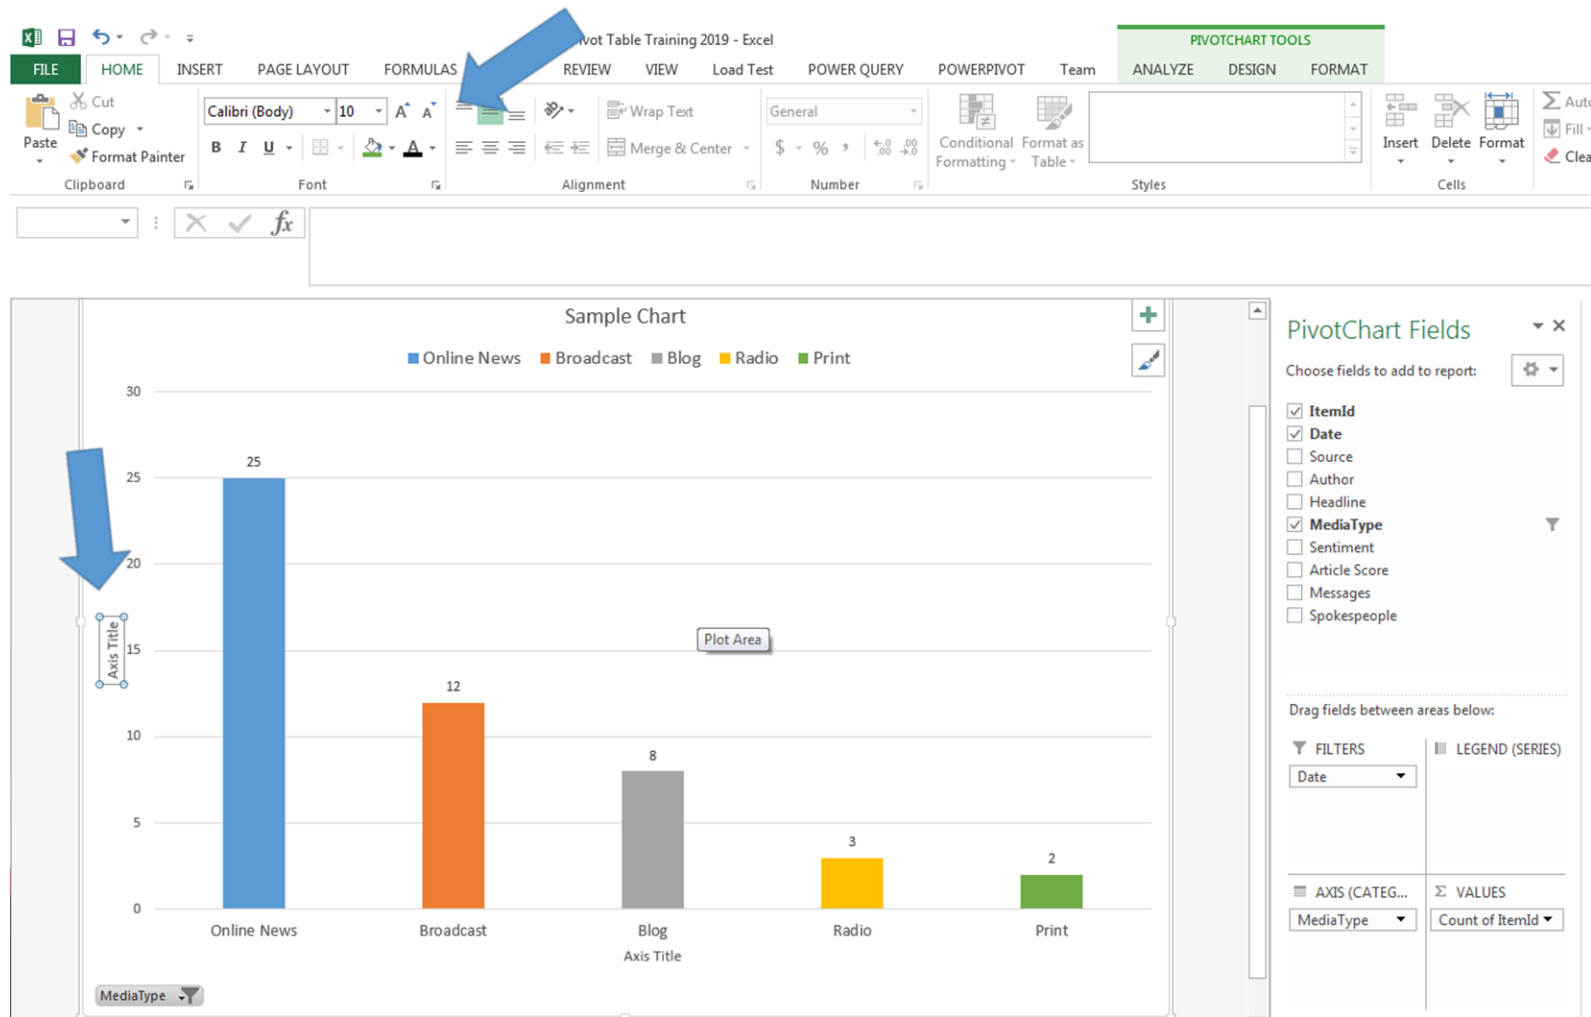 vot Table Training 2019 - Excel
PIVOTCHART TOOLS
FILE HOME INSERT PAGE LAYOUT FORMULAS REVIEW VIEW Load Test POWER QUERY POWERPIVOT Team ANALYZE DESIGN FORMAT
Cut
Copy
Format Painter
Paste
Clipboard
Calibri (Body) 10 A A
B I U A
Font
Wrap Text
Merge & Center
Alignment
General
$ % , .0 .00 .00 .0
Number
Conditional Formatting
Format as Table
Styles
Insert Delete Format
Cells
Auto
Fill
Clea
fx
Sample Chart
Online News Broadcast Blog Radio Print
30
25
20
15
10
5
0
25
12
8
3
2
Axis Title
Plot Area
Online News Broadcast Blog Radio Print
Axis Title
MediaType
PivotChart Fields
Choose fields to add to report:
ItemId
Date
Source
Author
Headline
MediaType
Sentiment
Article Score
Messages
Spokespeople
Drag fields between areas below:
FILTERS
Date
LEGEND (SERIES)
AXIS (CATEG...
MediaType
Σ VALUES
Count of ItemId